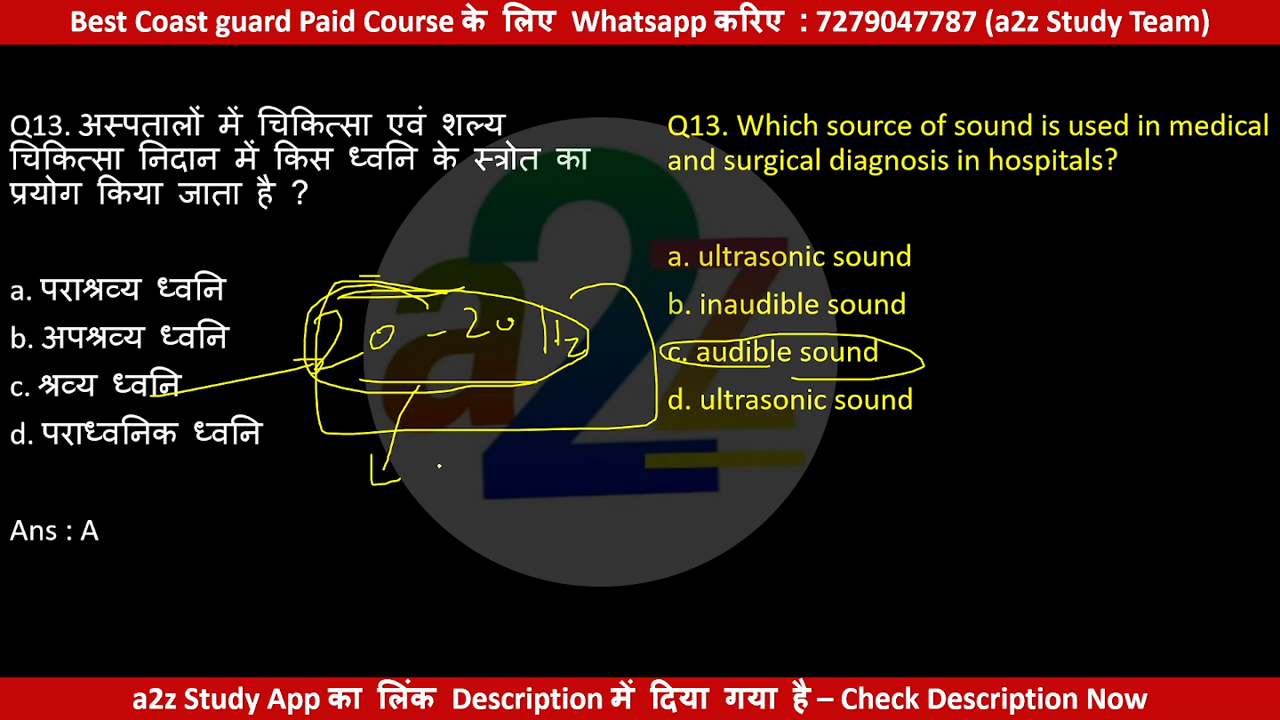 Best Coast guard Paid Course के लिए Whatsapp करिए : 7279047787 (a2z Study Team)
Q13. अस्पतालों में चिकित्सा एवं शल्य
चिकित्सा निदान में किस ध्वनि के स्त्रोत का
प्रयोग किया जाता है ?
a. पराश्रव्य ध्वनि
b. अपश्रव्य ध्वनि
c. श्रव्य ध्वनि
d. पराध्वनिक ध्वनि
Ans : A
20 - 20 Hz
Q13. Which source of sound is used in medical
and surgical diagnosis in hospitals?
a. ultrasonic sound
b. inaudible sound
c. audible sound
d. ultrasonic sound
a2z
a2z Study App का लिंक Description में दिया गया है – Check Description Now